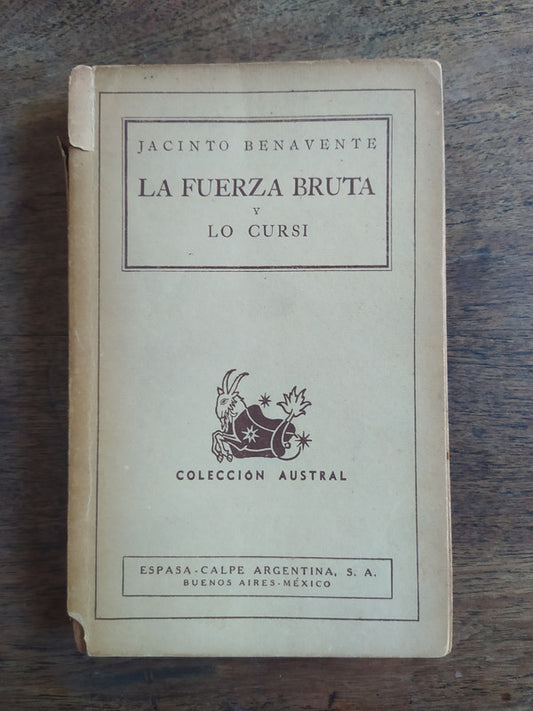 JACINTO BENAVENTE
LA FUERZA BRUTA
Y
LO CURSI
COLECCIÓN AUSTRAL
ESPASA-CALPE ARGENTINA, S. A.
BUENOS AIRES-MÉXICO